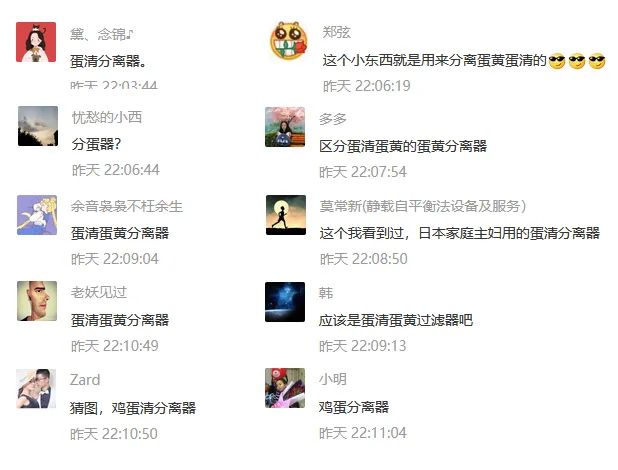 黛、念锦♪
蛋清分离器。
昨天 22:03:44
郑弦
这个小东西就是用来分离蛋黄蛋清的😎😎😎
昨天 22:06:19
忧愁的小西
分蛋器?
昨天 22:06:44
多多
区分蛋清蛋黄的蛋黄分离器
昨天 22:07:54
余音袅袅不枉余生
蛋清蛋黄分离器
昨天 22:09:04
莫常新(静载自平衡法设备及服务)
这个我看到过，日本家庭主妇用的蛋清分离器
昨天 22:08:50
老妖见过
蛋清蛋黄分离器
昨天 22:10:49
韩
应该是蛋清蛋黄过滤器吧
昨天 22:09:13
Zard
猜图，鸡蛋清分离器
昨天 22:10:50
小明
鸡蛋分离器
昨天 22:11:04